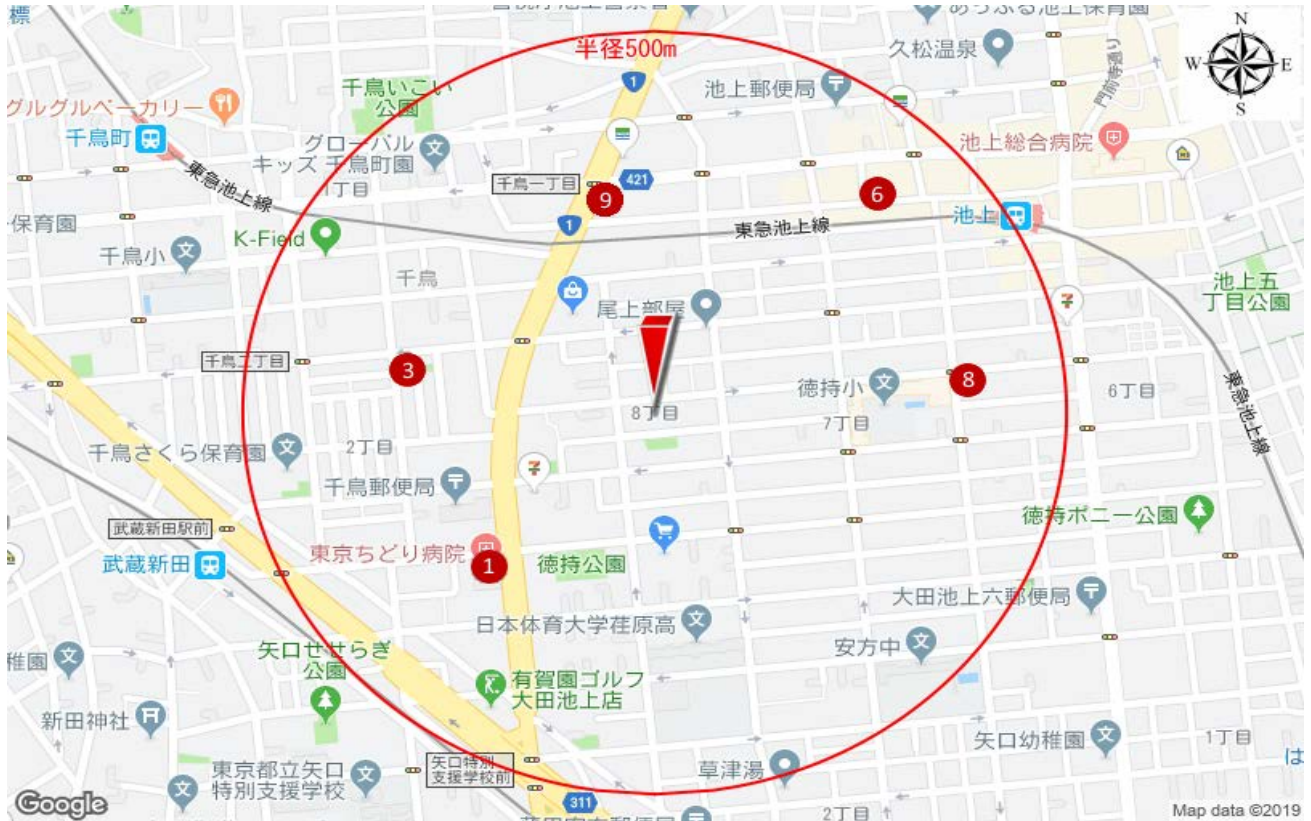 標
あっぷる池上保育園
N
W
E
S
半径500m
久松温泉
門前寺通り
1
千鳥いこい
公園
池上郵便局
グルグルベーカリー
千鳥町
グローバル
キッズ 千鳥町園
池上総合病院
千鳥一丁目
421
9
6
1丁目
東急池上線
保育園
1
東急池上線
池上
K-Field
千鳥小
千鳥
池上五
丁目公園
尾上部屋
千鳥二丁目
3
徳持小
8
8丁目
7丁目
6丁目
東急池上線
千鳥さくら保育園
2丁目
千鳥郵便局
武蔵新田駅前
徳持ポニー公園
武蔵新田
東京ちどり病院
1
徳持公園
大田池上六郵便局
日本体育大学荏原高
安方中
稚園
矢口せせらぎ
公園
有賀園ゴルフ
大田池上店
新田神社
矢口幼稚園
1丁目
は
東京都立矢口
特別支援学校
矢口特別
支援学校前
草津湯
311
2丁目
Google
Map data ©2019